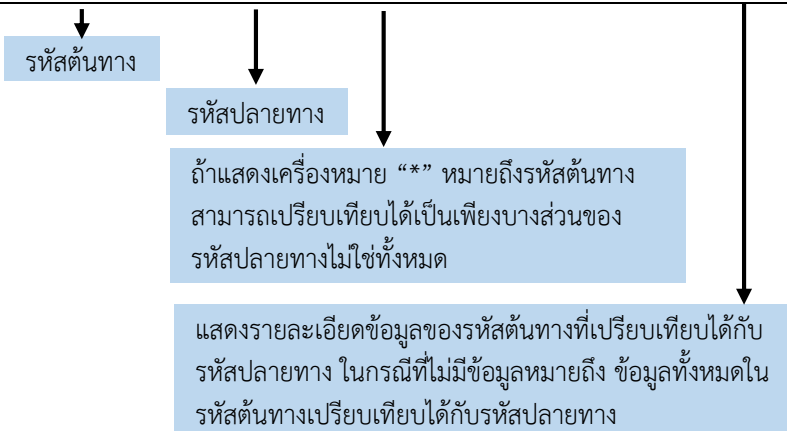 รหัสต้นทาง
รหัสปลายทาง
ถ้าแสดงเครื่องหมาย “*” หมายถึงรหัสต้นทาง
สามารถเปรียบเทียบได้เป็นเพียงบางส่วนของ
รหัสปลายทางไม่ใช่ทั้งหมด
แสดงรายละเอียดข้อมูลของรหัสต้นทางที่เปรียบเทียบได้กับ
รหัสปลายทาง ในกรณีที่ไม่มีข้อมูลหมายถึง ข้อมูลทั้งหมดใน
รหัสต้นทางเปรียบเทียบได้กับรหัสปลายทาง